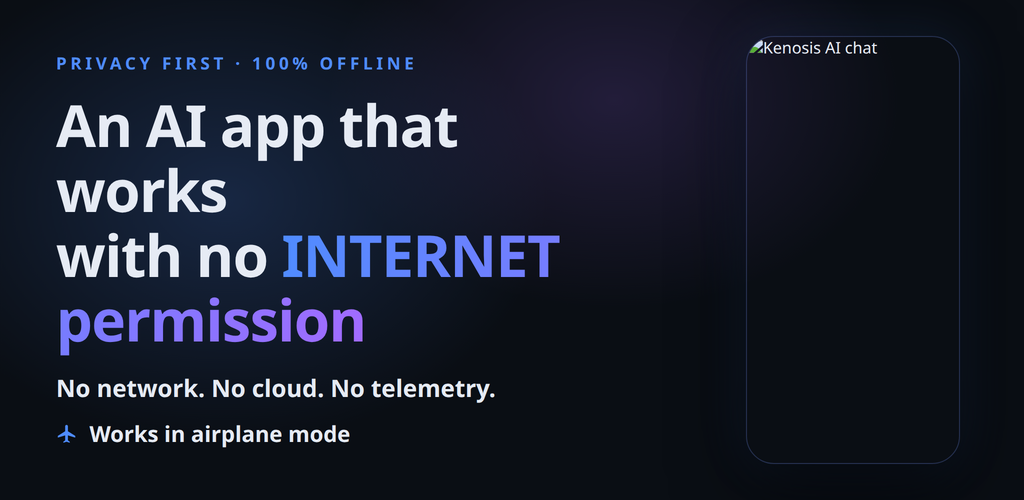 PRIVACY FIRST · 100% OFFLINE
An AI app that
works
with no INTERNET
permission
No network. No cloud. No telemetry.
Works in airplane mode
Kenosis AI chat